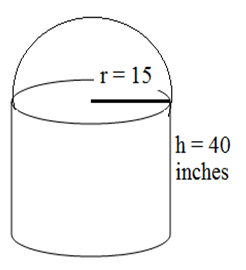 r = 15
h = 40
inches